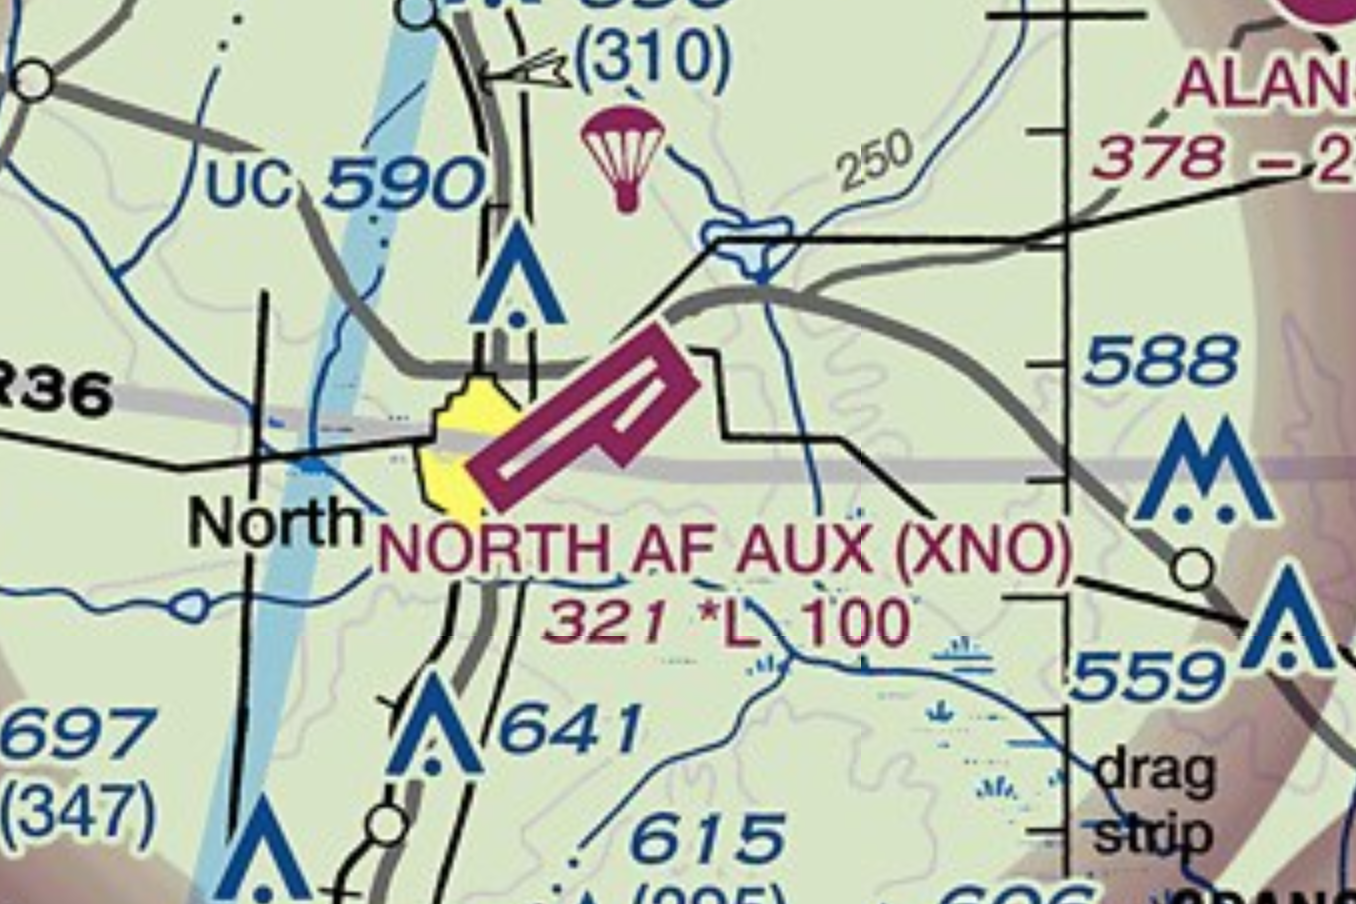 (310)
250
ALAN
378 – 2
UC 590
588
R36
North
NORTH AF AUX (XNO)
321 *L 100
559
697
(347)
641
drag
strip
615